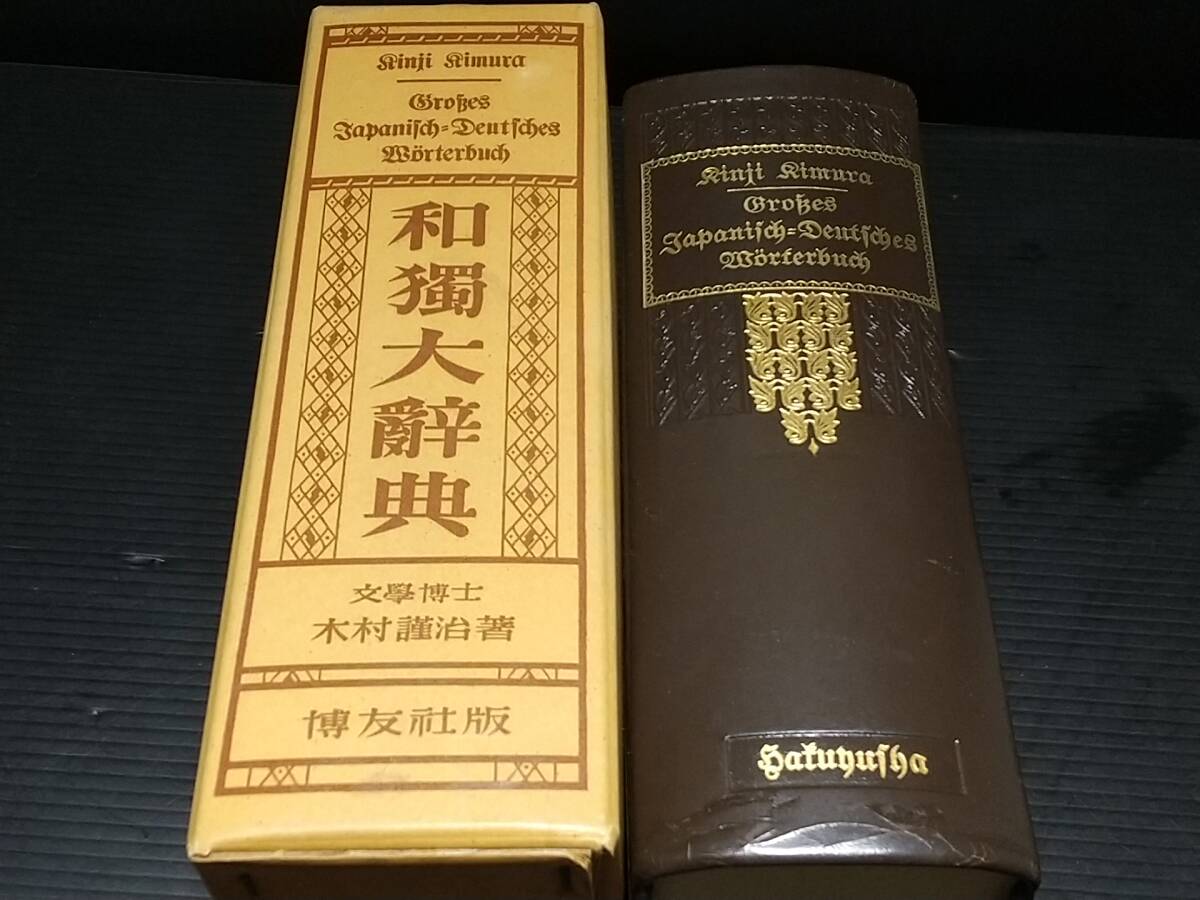 Kinji Kimura
Großes
Japanisch-Deutsches
Wörterbuch
和獨大辭典
文學博士
木村謹治著
博友社版
Kinji Kimura
Großes
Japanisch-Deutsches
Wörterbuch
Hakuyusha